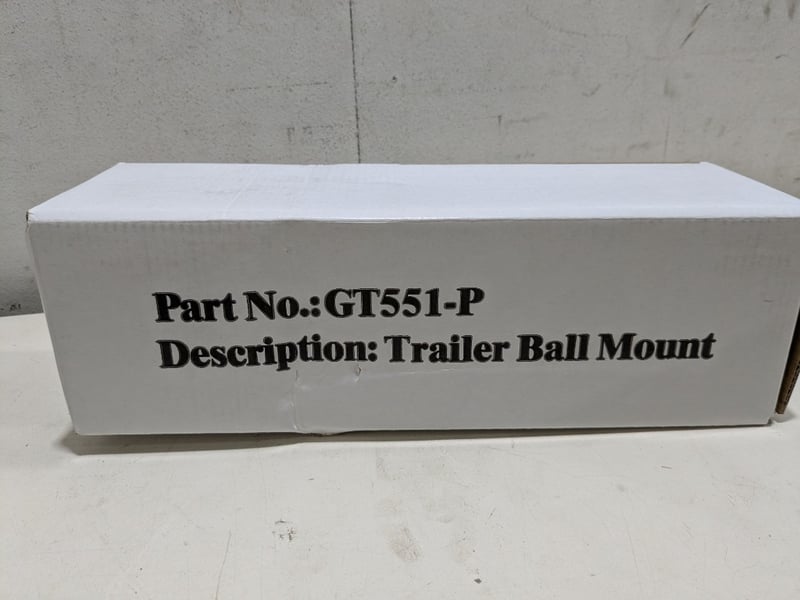 Part No.:GT551-P
Description: Trailer Ball Mount